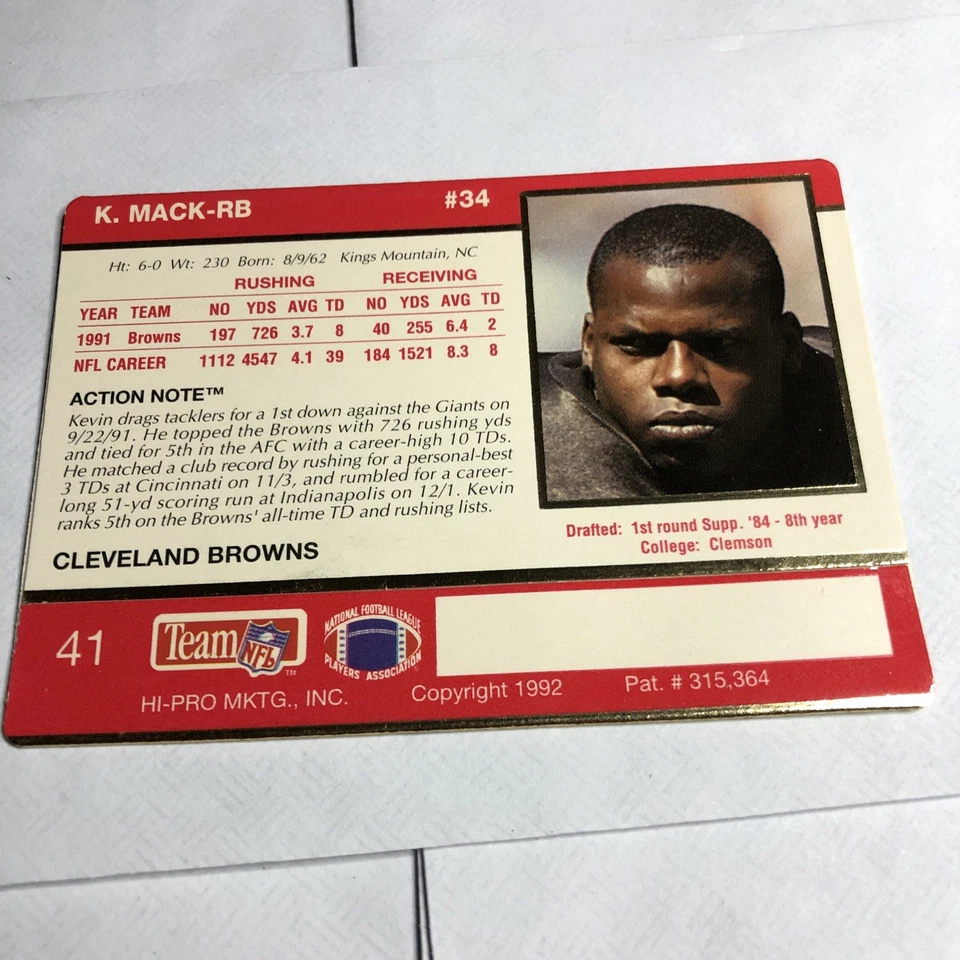 K. MACK-RB #34
Ht: 6-0 Wt: 230 Born: 8/9/62 Kings Mountain, NC
RUSHING RECEIVING
YEAR TEAM NO YDS AVG TD NO YDS AVG TD
1991 Browns 197 726 3.7 8 40 255 6.4 2
NFL CAREER 1112 4547 4.1 39 184 1521 8.3 8
ACTION NOTE™
Kevin drags tacklers for a 1st down against the Giants on
9/22/91. He topped the Browns with 726 rushing yds
and tied for 5th in the AFC with a career-high 10 TDs.
He matched a club record by rushing for a personal-best
3 TDs at Cincinnati on 11/3, and rumbled for a career-
long 51-yd scoring run at Indianapolis on 12/1. Kevin
ranks 5th on the Browns' all-time TD and rushing lists.
CLEVELAND BROWNS
Drafted: 1st round Supp. '84 - 8th year
College: Clemson
41
Team NFL™
NATIONAL FOOTBALL LEAGUE
PLAYERS ASSOCIATION
HI-PRO MKTG., INC. Copyright 1992 Pat. # 315,364